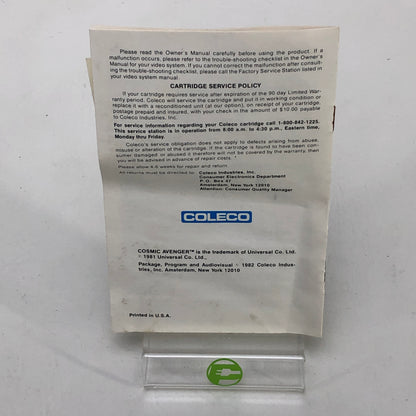 Please read the Owner's Manual carefully before using the product. If a
malfunction occurs, please refer to the trouble-shooting checklist in the Owner's
Manual for your video system. If you cannot correct the malfunction after consult-
ing the trouble-shooting checklist, please call the Factory Service Station listed in
your video system manual.
CARTRIDGE SERVICE POLICY
If your cartridge requires service after expiration of the 90 day Limited War-
ranty period, Coleco will service the cartridge and put it in working condition or
replace it with a reconditioned unit (at our option), on receipt of your cartridge,
postage prepaid and insured, with your check in the amount of $10.00 payable
to Coleco Industries, Inc.
For service information regarding your Coleco cartridge call 1-800-842-1225.
This service station is in operation from 8:00 a.m. to 4:30 p.m., Eastern time,
Monday thru Friday.
Coleco's service obligation does not apply to defects arising from abuse,
misuse or alteration of the cartridge. If the cartridge is found to have been con-
sumer damaged or abused it therefore will not be covered by the warranty, then
you will be advised in advance of repair costs.
Please allow 4-6 weeks for repair and return.
All returns must be directed to: Coleco Industries, Inc.
Consumer Electronics Department
P.O. Box 47
Amsterdam, New York 12010
Attention: Consumer Quality Manager
COLECO
COSMIC AVENGER™ is the trademark of Universal Co. Ltd.
© 1981 Universal Co. Ltd.,
Package, Program and Audiovisual © 1982 Coleco Indus-
tries, Inc. Amsterdam, New York 12010
Printed in U.S.A.